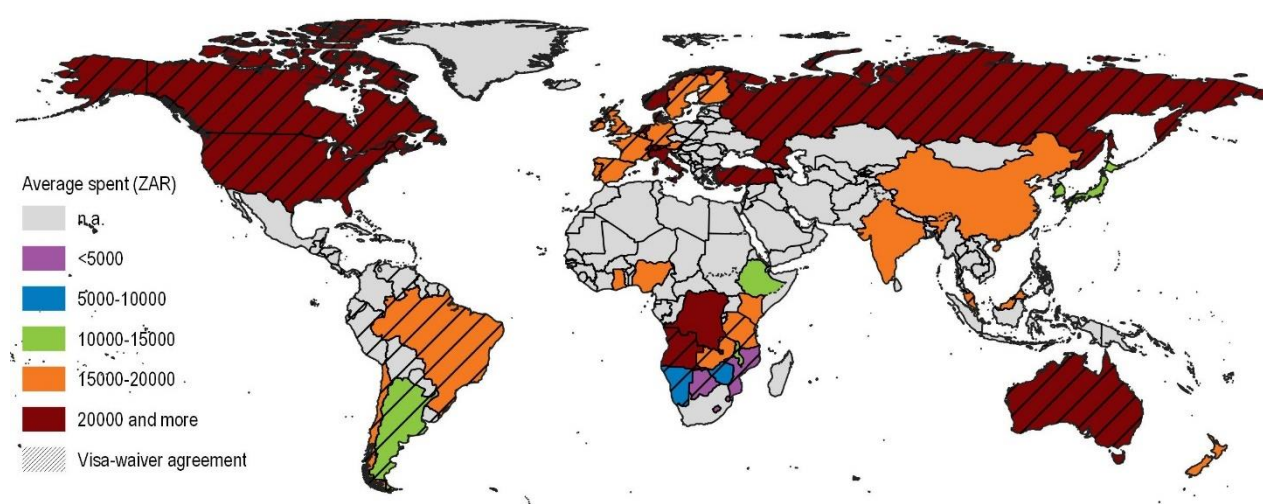 Average spent (ZAR)
n.a.
<5000
5000-10000
10000-15000
15000-20000
20000 and more
Visa-waiver agreement